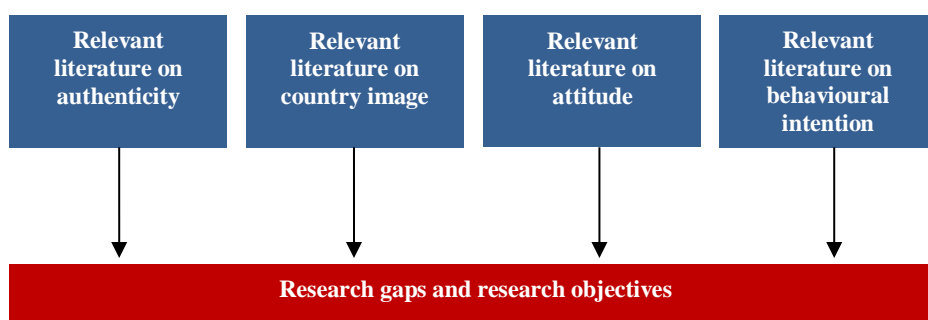 Relevant
literature on
authenticity
Relevant
literature on
country image
Relevant
literature on
attitude
Relevant
literature on
behavioural
intention
Research gaps and research objectives